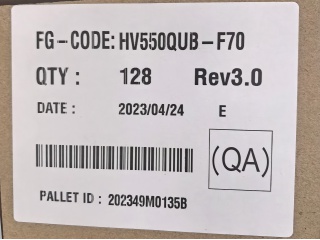 FG-CODE: HV550QUB-F70
QTY : 128 Rev3.0
DATE : 2023/04/24 E
(QA)
PALLET ID : 202349M0135B